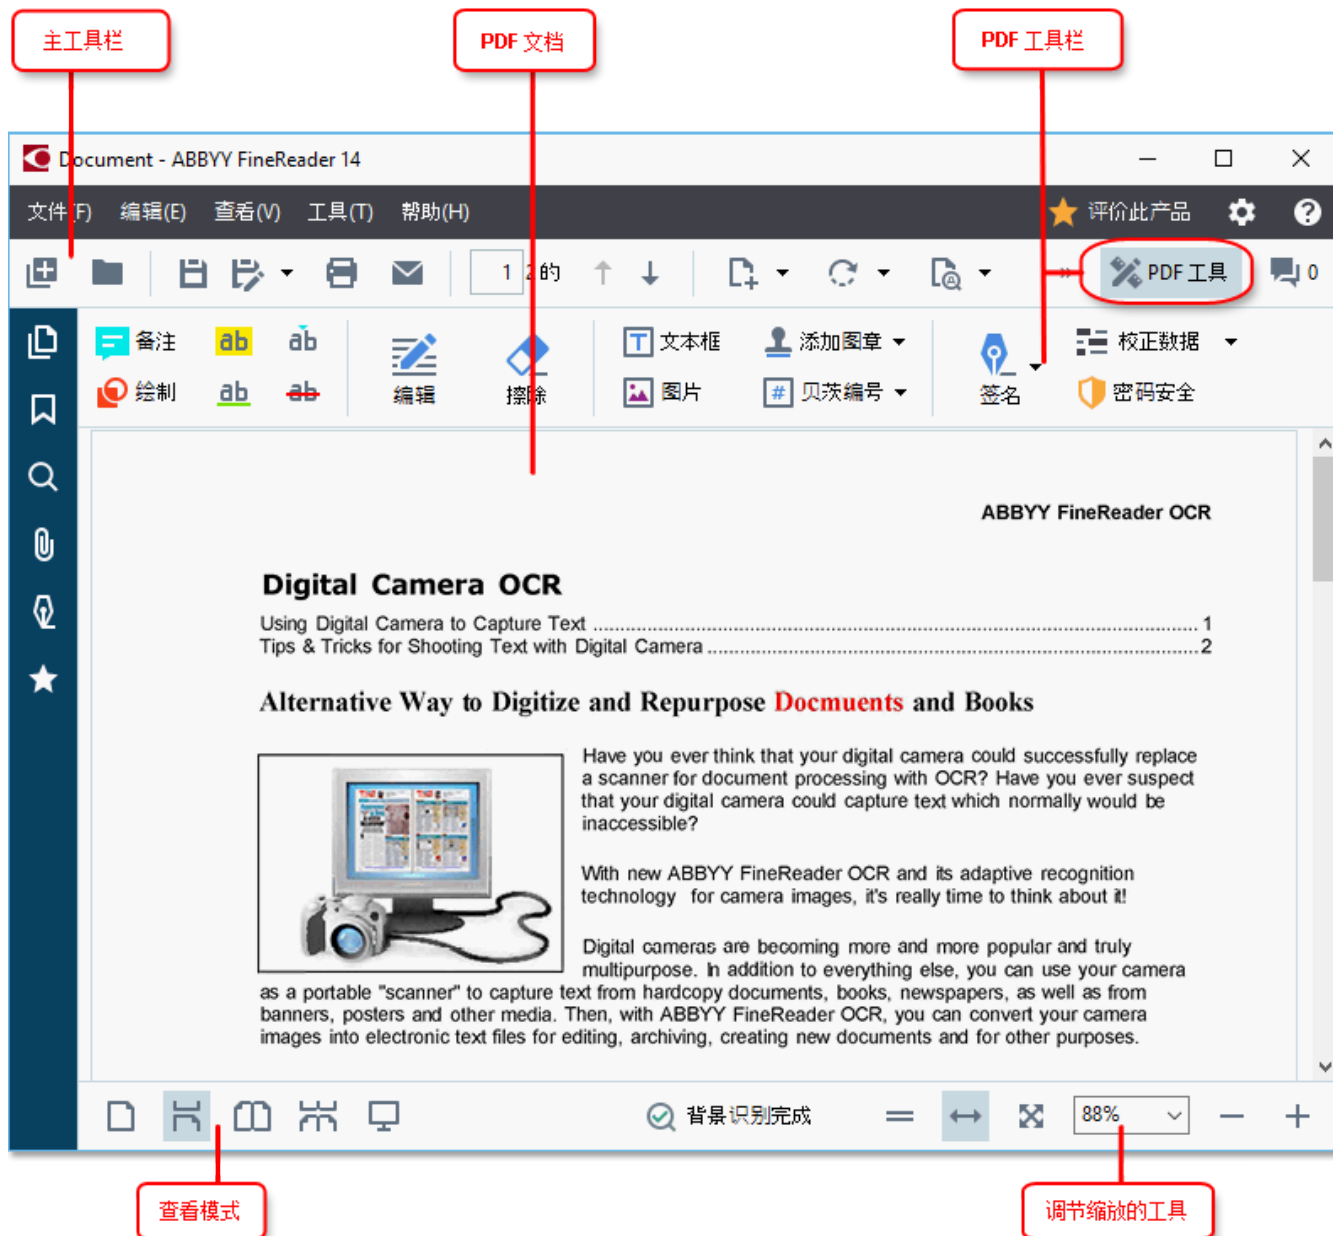 主工具栏
PDF 文档
PDF 工具栏
Document - ABBYY FineReader 14
文件(F) 编辑(E) 查看(V) 工具(T) 帮助(H) 评价此产品
1 2的 PDF 工具 0
备注 ab ab 编辑 擦除 T 文本框 添加图章 签名 校正数据
绘制 ab ab 图片 # 贝茨编号 密码安全
ABBYY FineReader OCR
Digital Camera OCR
Using Digital Camera to Capture Text 1
Tips & Tricks for Shooting Text with Digital Camera 2
Alternative Way to Digitize and Repurpose Docmuents and Books
Have you ever think that your digital camera could successfully replace
a scanner for document processing with OCR? Have you ever suspect
that your digital camera could capture text which normally would be
inaccessible?
With new ABBYY FineReader OCR and its adaptive recognition
technology for camera images, it's really time to think about it!
Digital cameras are becoming more and more popular and truly
multipurpose. In addition to everything else, you can use your camera
as a portable "scanner" to capture text from hardcopy documents, books, newspapers, as well as from
banners, posters and other media. Then, with ABBYY FineReader OCR, you can convert your camera
images into electronic text files for editing, archiving, creating new documents and for other purposes.
背景识别完成 88%
查看模式
调节缩放的工具